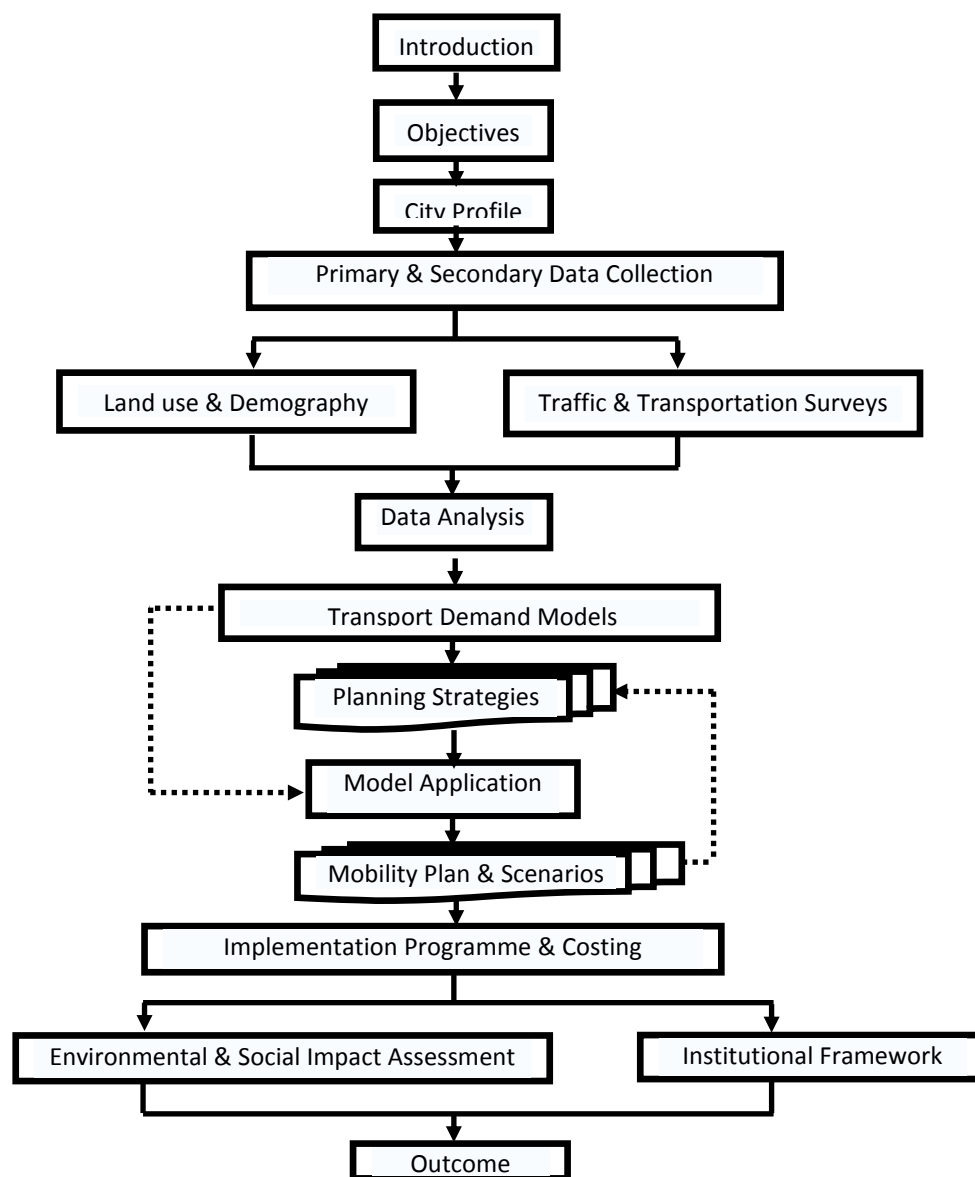 Introduction
Objectives
City Profile
Primary & Secondary Data Collection
Land use & Demography
Traffic & Transportation Surveys
Data Analysis
Transport Demand Models
Planning Strategies
Model Application
Mobility Plan & Scenarios
Implementation Programme & Costing
Environmental & Social Impact Assessment
Institutional Framework
Outcome